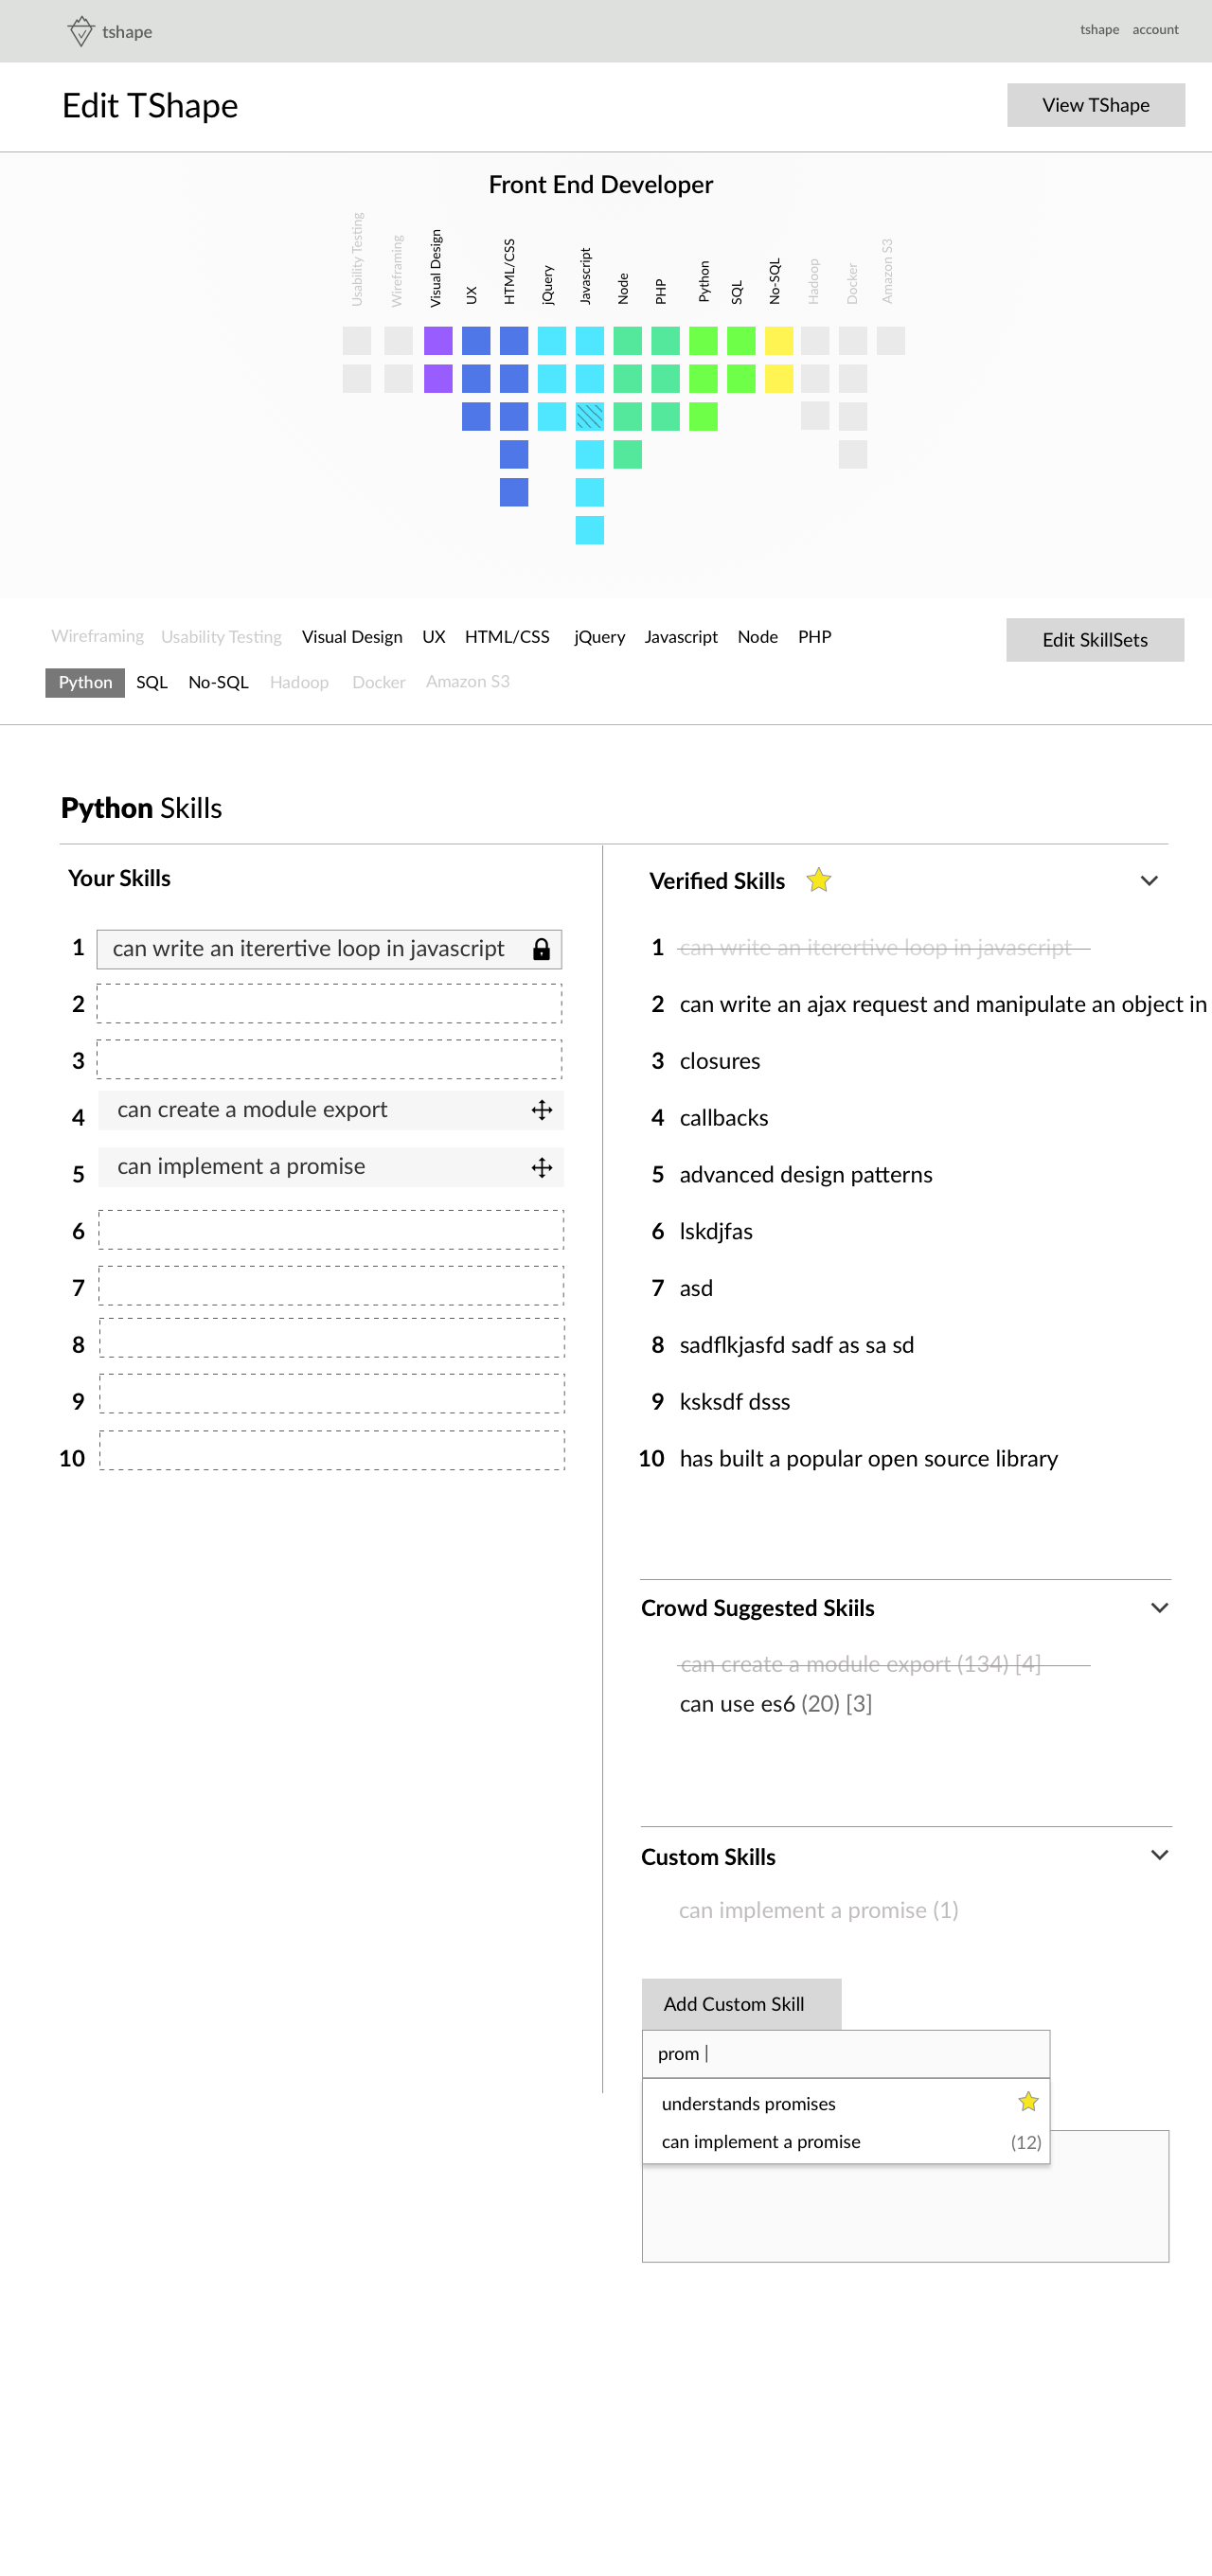 tshape
tshape account
Edit TShape
View TShape
Front End Developer
Usability Testing
Wireframing
Visual Design
UX
HTML/CSS
jQuery
Javascript
Node
PHP
Python
SQL
No-SQL
Hadoop
Docker
Amazon S3
Wireframing Usability Testing Visual Design UX HTML/CSS jQuery Javascript Node PHP
Edit SkillSets
Python SQL No-SQL Hadoop Docker Amazon S3
Python Skills
Your Skills
1 can write an iterertive loop in javascript
2
3
4 can create a module export
5 can implement a promise
6
7
8
9
10
Verified Skills
1 can write an iterertive loop in javascript
2 can write an ajax request and manipulate an object in
3 closures
4 callbacks
5 advanced design patterns
6 lskdjfas
7 asd
8 sadflkjasfd sadf as sa sd
9 ksksdf dsss
10 has built a popular open source library
Crowd Suggested Skiils
can create a module export (134) [4]
can use es6 (20) [3]
Custom Skills
can implement a promise (1)
Add Custom Skill
prom |
understands promises
can implement a promise (12)